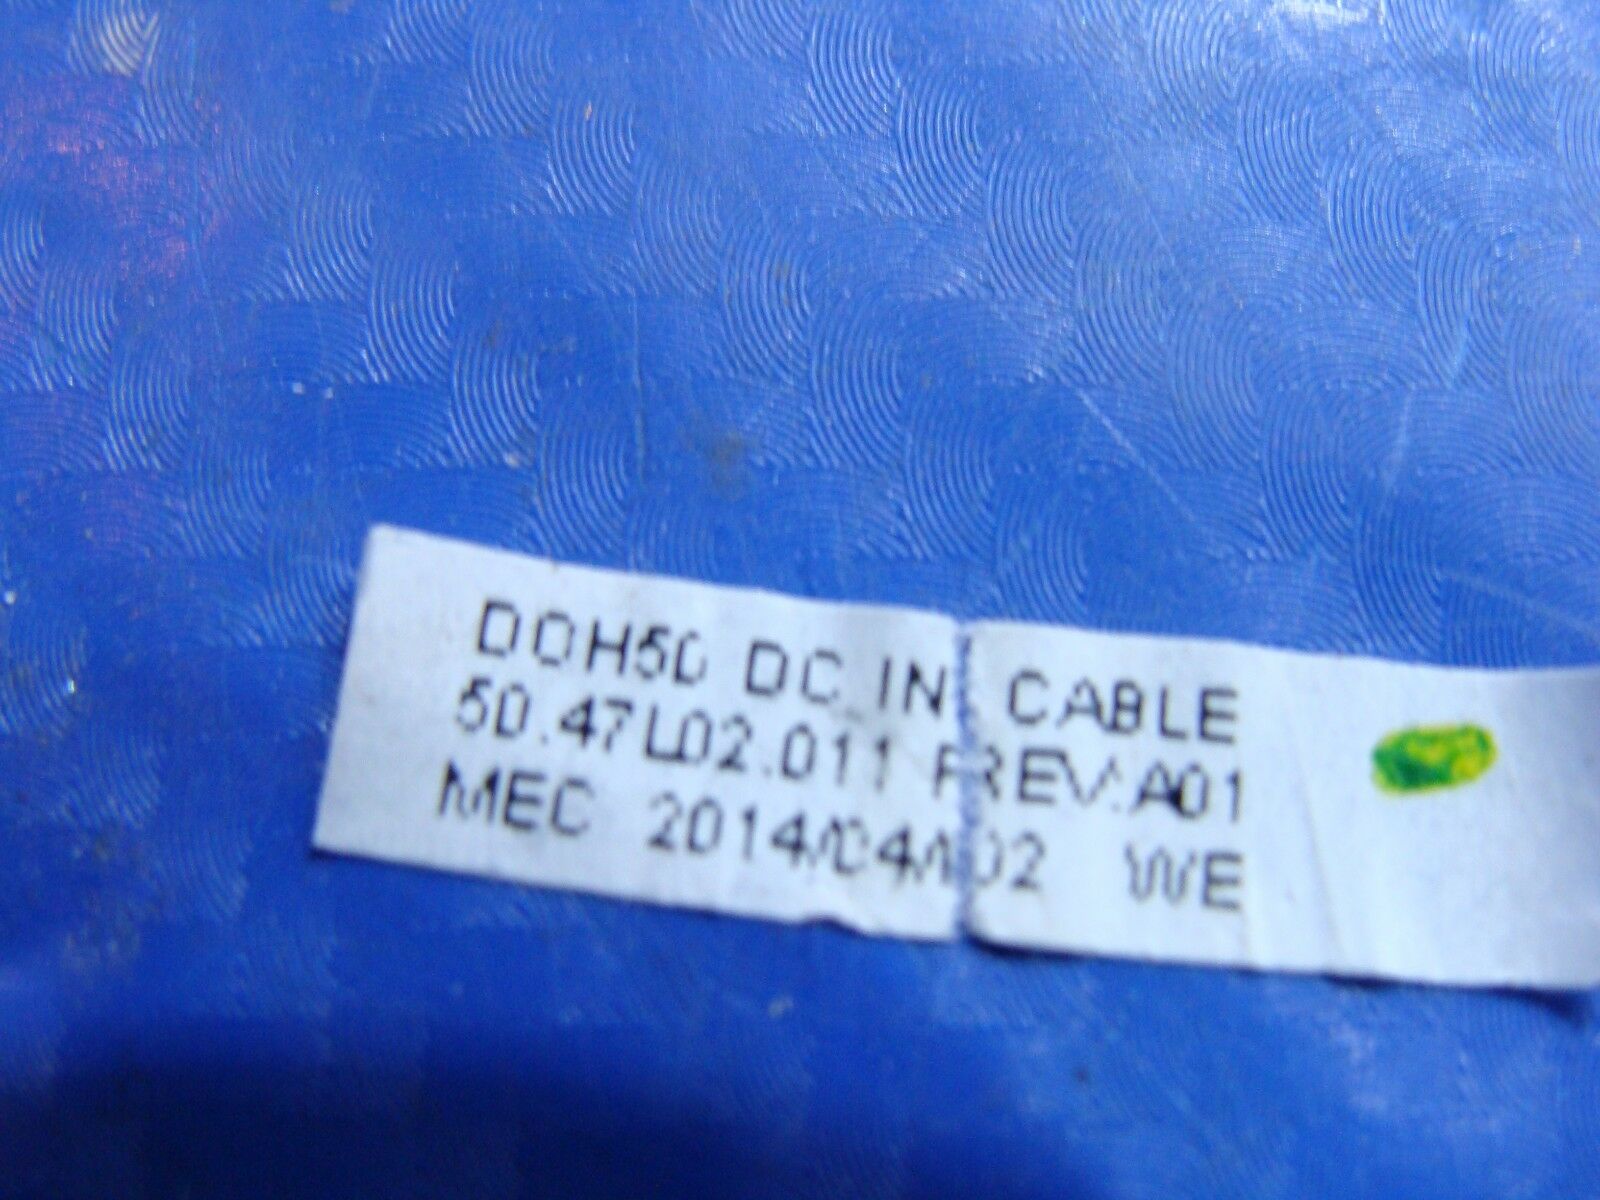 DOH50 DC IN CABLE
50.47L02.011 REV:A01
MEC 2014/04/02 WE